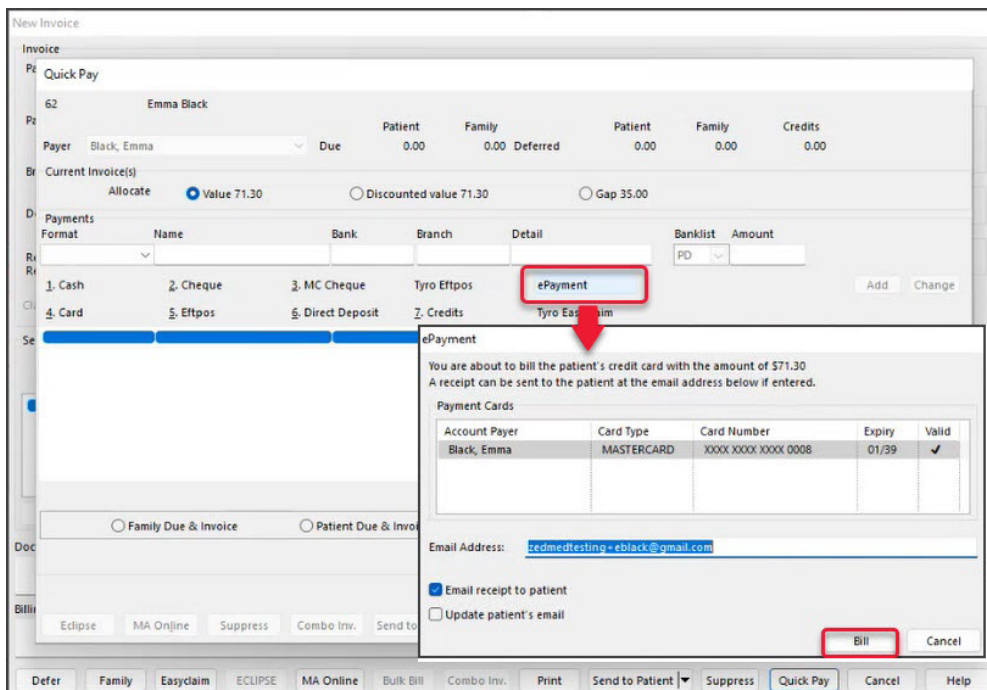 New Invoice
Invoice
Quick Pay
62 Emma Black
Patient Family Patient Family Credits
Payer Black, Emma Due 0.00 0.00 Deferred 0.00 0.00 0.00
Current Invoice(s)
Allocate Value 71.30 Discounted value 71.30 Gap 35.00
Payments
Format Name Bank Branch Detail Banklist Amount
PD
1. Cash 2. Cheque 3. MC Cheque Tyro Eftpos ePayment Add Change
4. Card 5. Eftpos 6. Direct Deposit 7. Credits Tyro
ePayment
You are about to bill the patient's credit card with the amount of $71.30
A receipt can be sent to the patient at the email address below if entered.
Payment Cards
Account Payer Card Type Card Number Expiry Valid
Black, Emma MASTERCARD XXXX XXXX XXXX 0008 01/39
Family Due & Invoice Patient Due & Invoi
Email Address: zedmedtesting+eblack@gmail.com
Email receipt to patient
Update patient's email
Bill Cancel
Eclipse MA Online Suppress Combo Inv. Send to
Defer Family Easyclaim ECLIPSE MA Online Bulk Bill Combo Inv. Print Send to Patient Suppress Quick Pay Cancel Help